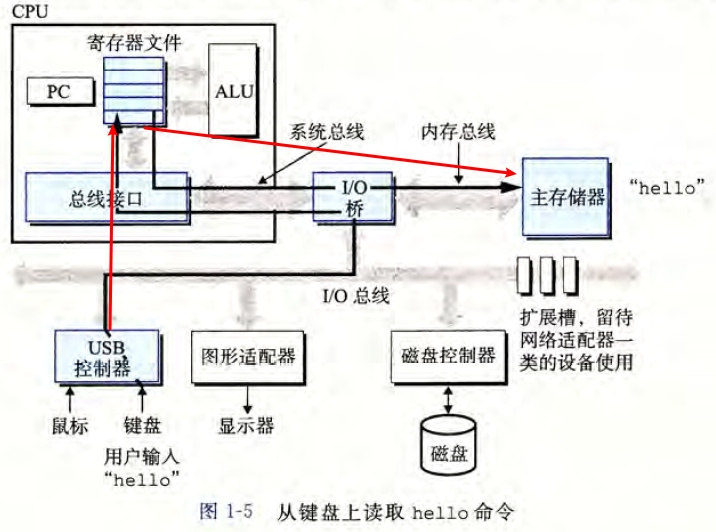 CPU
寄存器文件
PC
ALU
系统总线
内存总线
总线接口
I/O
桥
主存储器
“hello”
I/O 总线
扩展槽，留待
网络适配器一
类的设备使用
USB
控制器
图形适配器
磁盘控制器
鼠标
键盘
显示器
磁盘
用户输入
“hello”
图 1-5 从键盘上读取 hello 命令